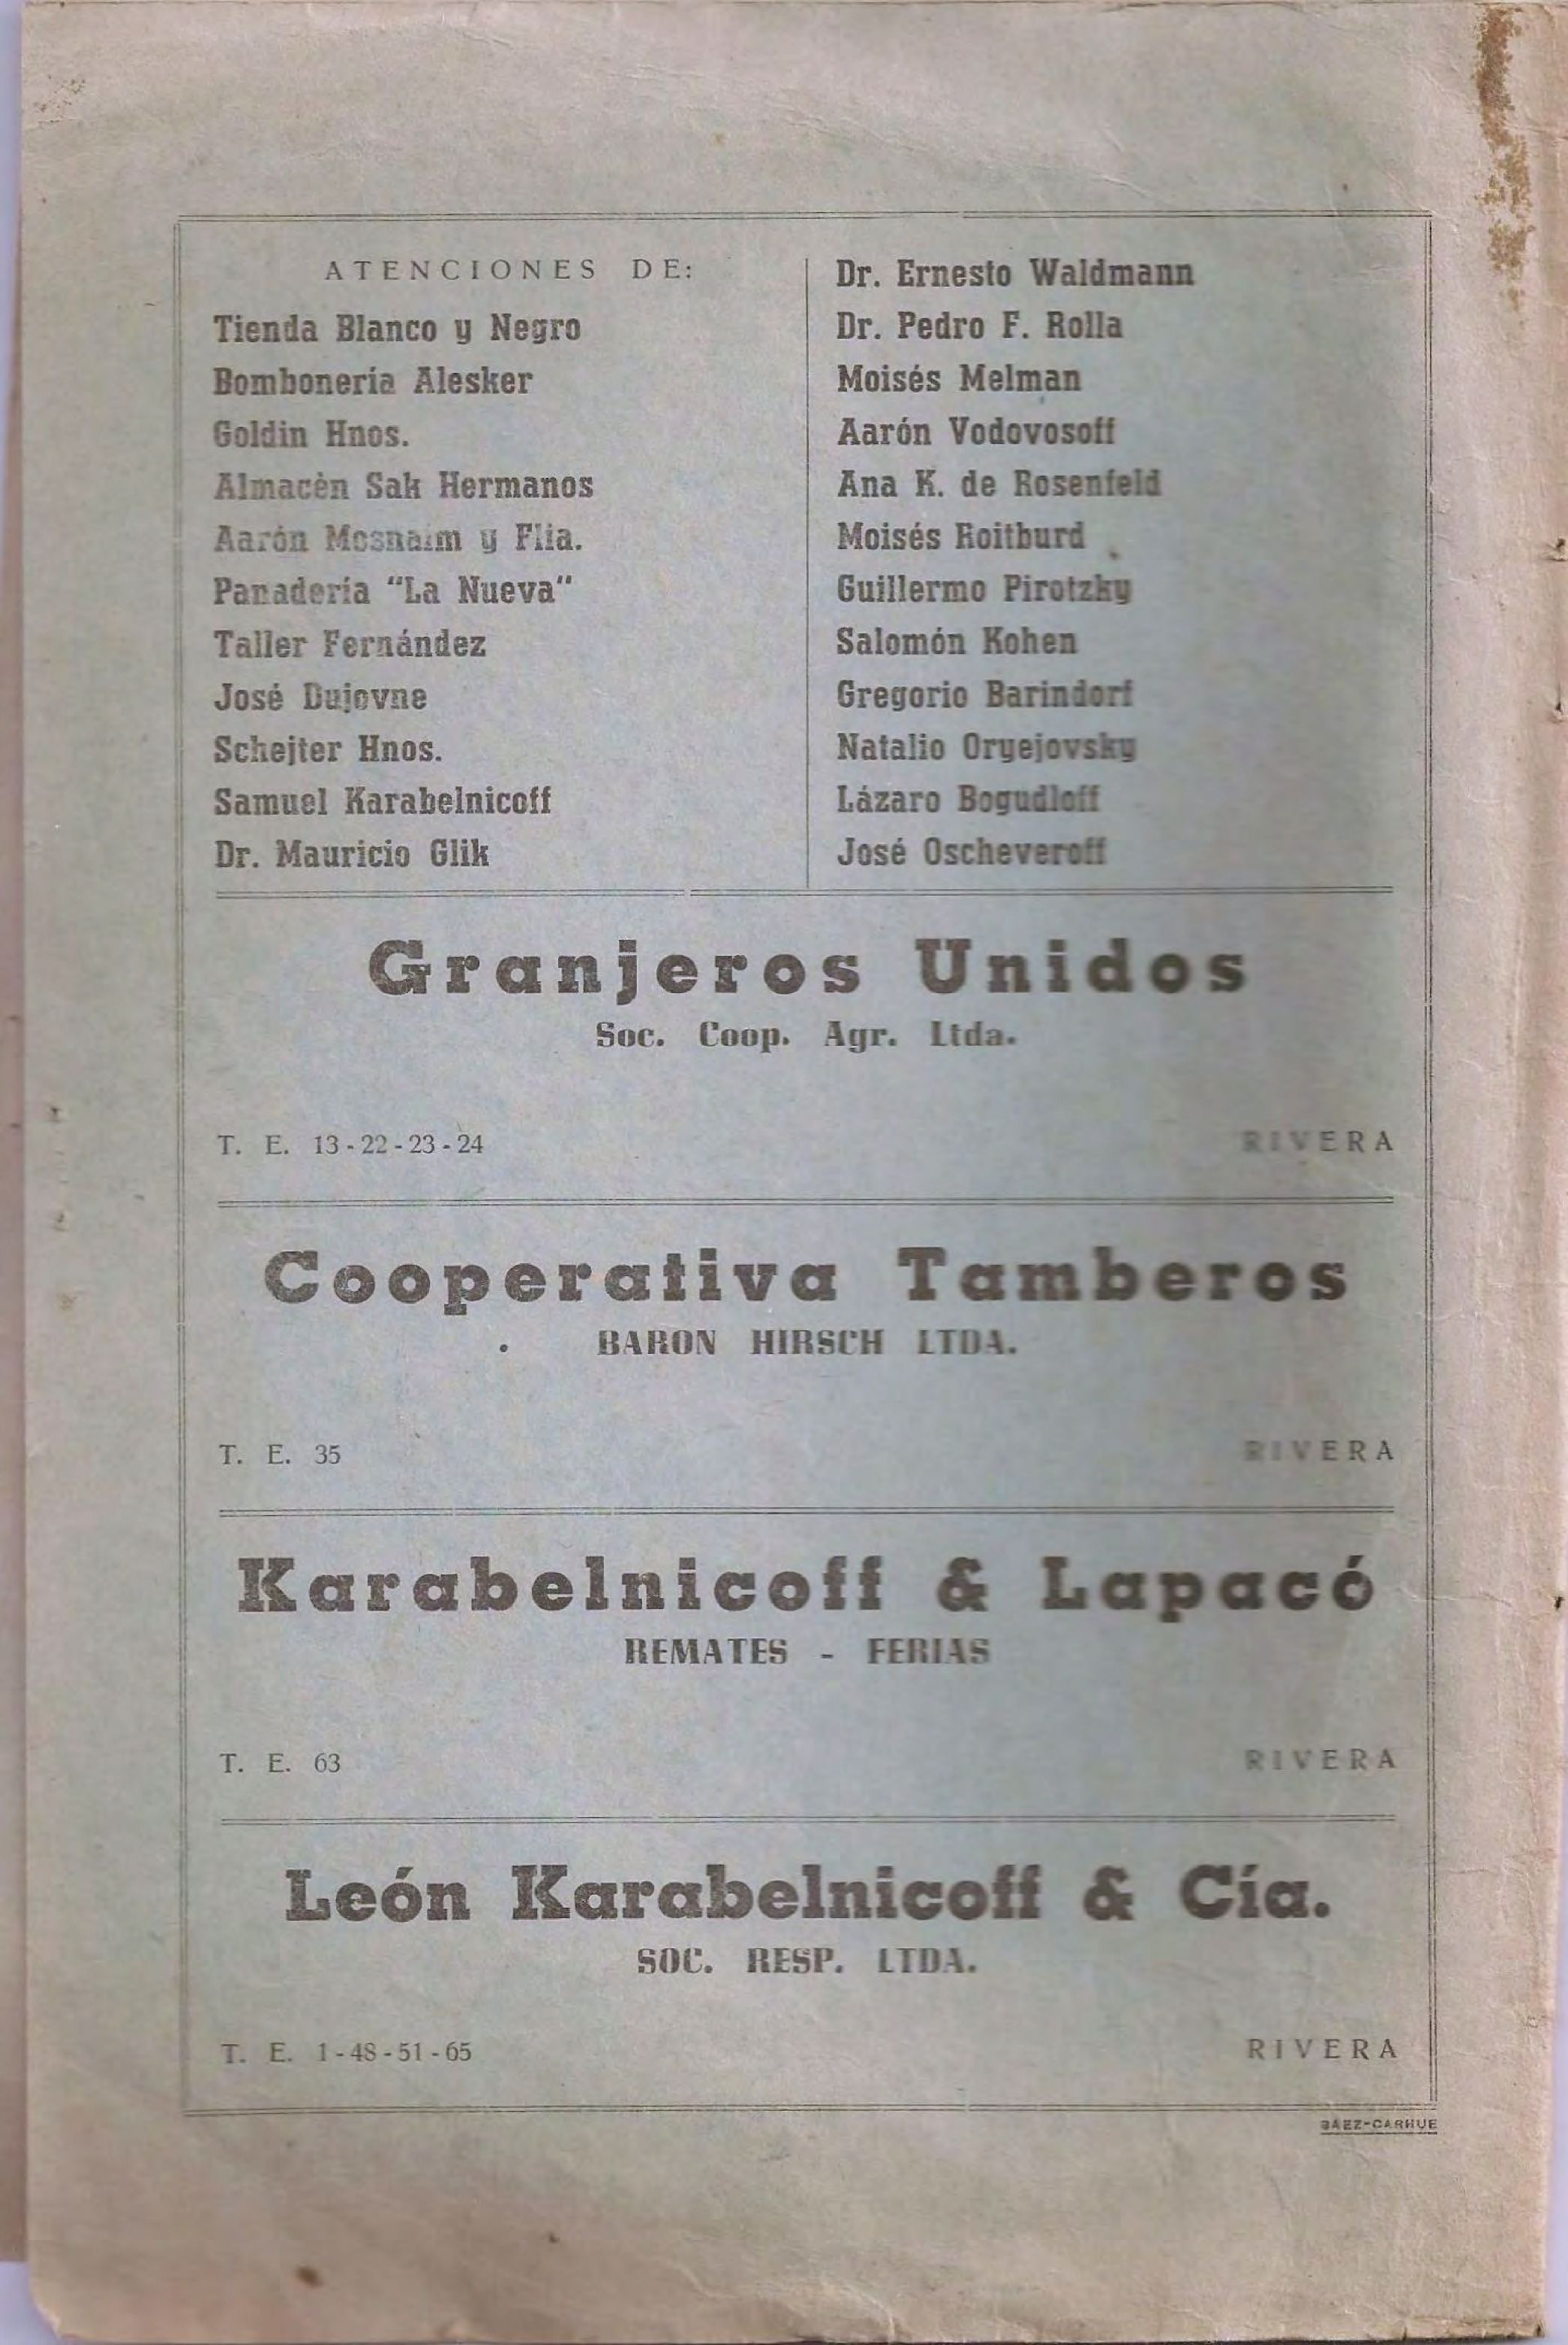 ATENCIONES DE:
Tienda Blanco y Negro
Bombonería Alesker
Goldin Hnos.
Almacèn Sak Hermanos
Aarón Mosnaim y Flia.
Panadería “La Nueva“
Taller Fernández
José Dujovne
Schejter Hnos.
Samuel Karabelnicoff
Dr. Mauricio Glik
Dr. Ernesto Waldmann
Dr. Pedro F. Rolla
Moisés Melman
Aarón Vodovosoff
Ana K. de Rosenfeld
Moisés Roitburd
Guillermo Pirotzky
Salomón Kohen
Gregorio Barindorf
Natalio Oryejovsky
Lázaro Bogudloff
José Oscheveroff
Granjeros Unidos
Soc. Coop. Agr. Ltda.
T. E. 13-22-23-24 RIVERA
Cooperativa Tamberos
BARON HIRSCH LTDA.
T. E. 35 RIVERA
Karabelnicoff & Lapacó
REMATES - FERIAS
T. E. 63 RIVERA
León Karabelnicoff & Cía.
SOC. RESP. LTDA.
T. E. 1-48-51-65 RIVERA
BAEZ-CARHUE